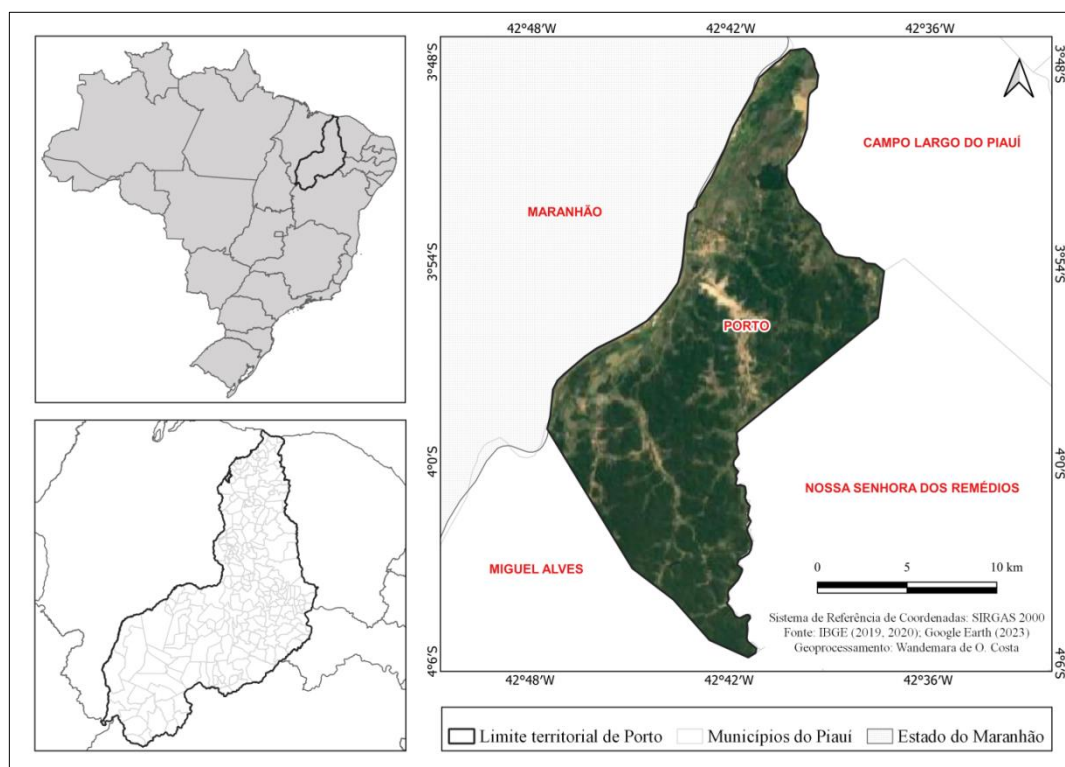 42°48'W 42°42'W 42°36'W
3°48'S 3°48'S
CAMPO LARGO DO PIAUÍ
MARANHÃO
3°54'S 3°54'S
PORTO
4°0'S 4°0'S
NOSSA SENHORA DOS REMÉDIOS
MIGUEL ALVES
0 5 10 km
Sistema de Referência de Coordenadas: SIRGAS 2000
Fonte: IBGE (2019, 2020); Google Earth (2023)
Geoprocessamento: Wandemara de O. Costa
4°6'S 4°6'S
42°48'W 42°42'W 42°36'W
Limite territorial de Porto Municípios do Piauí Estado do Maranhão